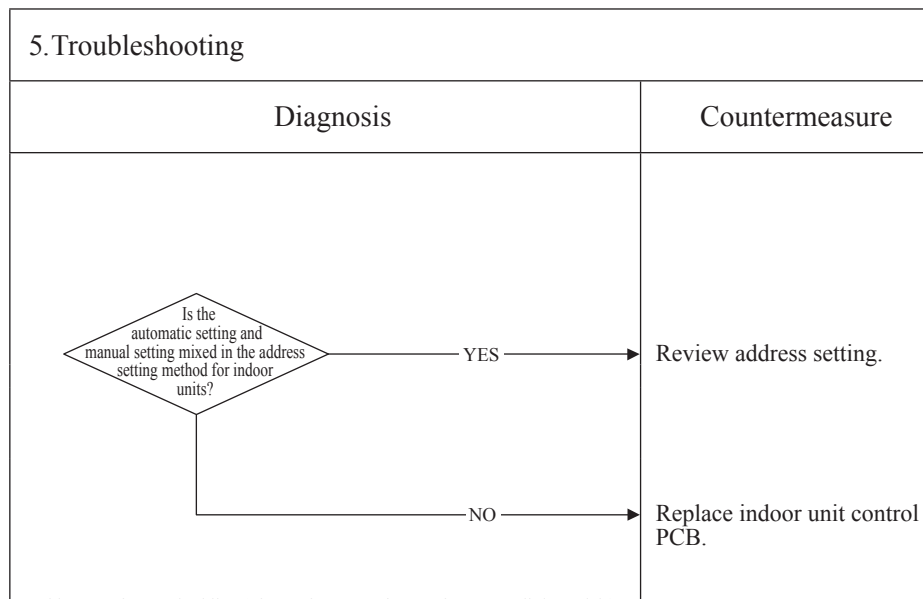 5.Troubleshooting
Diagnosis
Countermeasure
Is the
automatic setting and
manual setting mixed in the address
setting method for indoor
units?
YES
Review address setting.
NO
Replace indoor unit control
PCB.